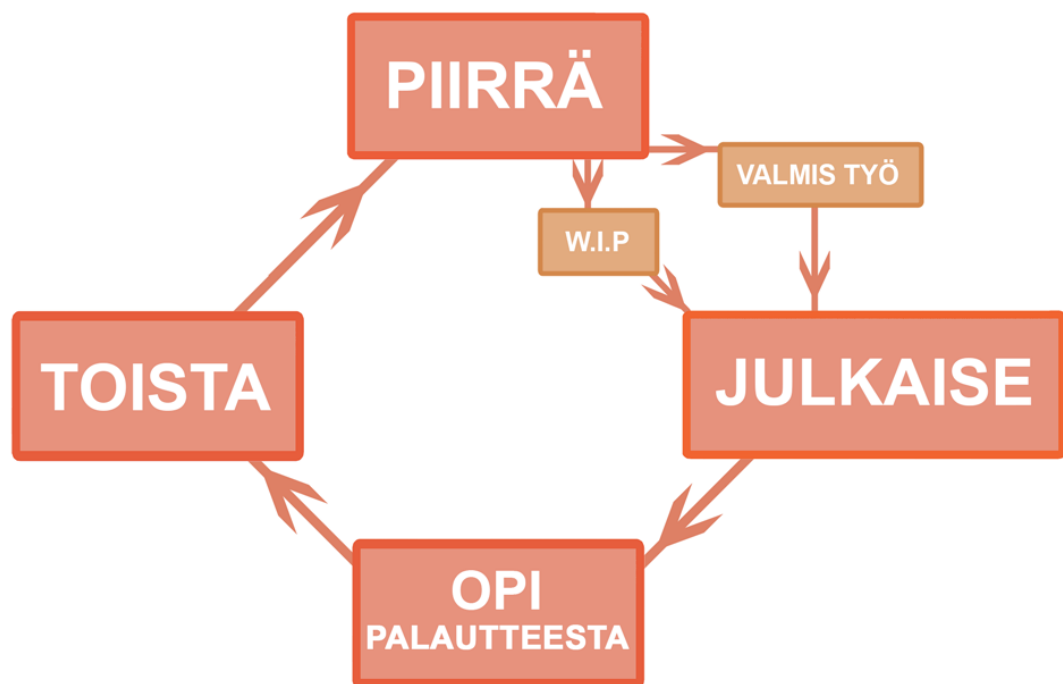 PIIRRÄ
VALMIS TYÖ
W.I.P
JULKAISE
OPI
PALAUTTEESTA
TOISTA